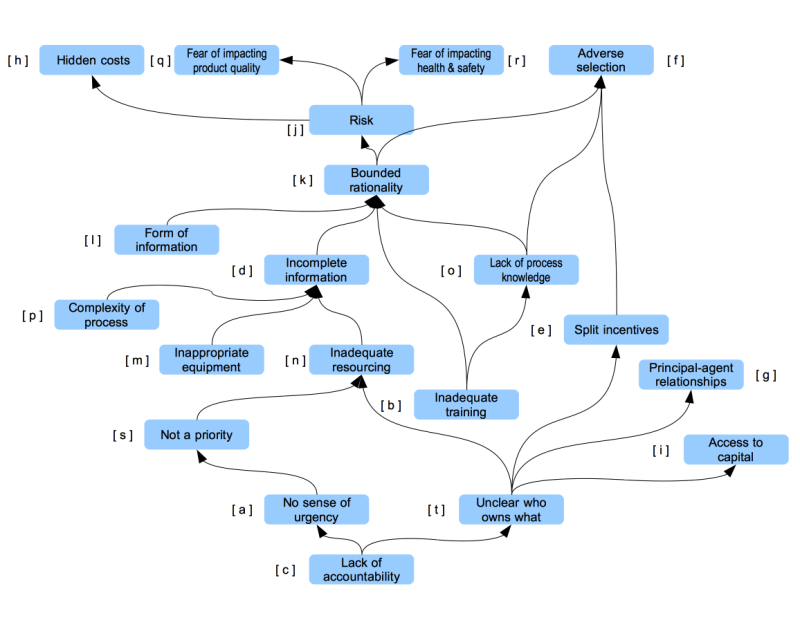 [ h ]
Hidden costs
[ q ]
Fear of impacting
product quality
Fear of impacting
health & safety
[ r ]
Adverse
selection
[ f ]
[ j ]
Risk
[ k ]
Bounded
rationality
[ l ]
Form of
information
[ d ]
Incomplete
information
[ o ]
Lack of process
knowledge
[ p ]
Complexity of
process
[ e ]
Split incentives
[ m ]
Inappropriate
equipment
[ n ]
Inadequate
resourcing
Principal-agent
relationships
[ g ]
[ b ]
Inadequate
training
[ s ]
Not a priority
[ i ]
Access to
capital
[ a ]
No sense of
urgency
[ t ]
Unclear who
owns what
[ c ]
Lack of
accountability